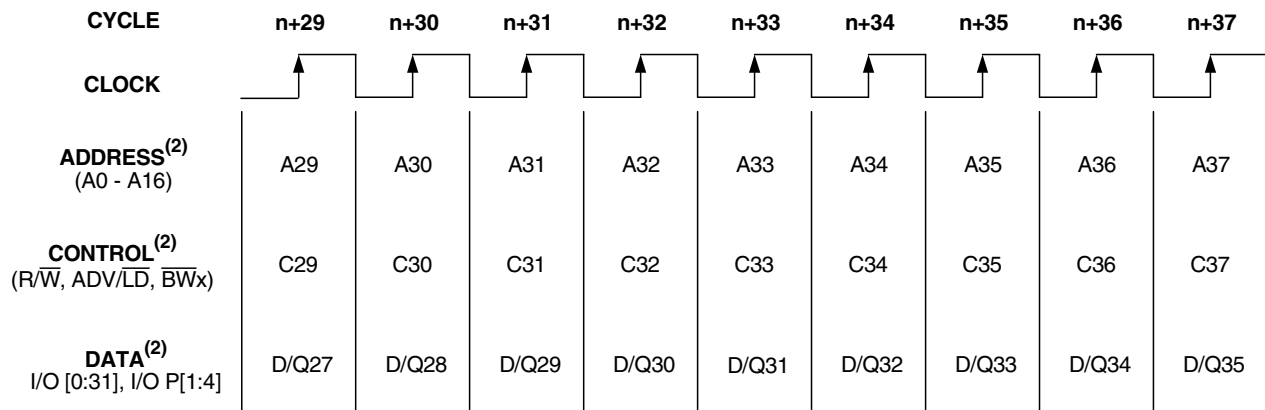 CYCLE n+29 n+30 n+31 n+32 n+33 n+34 n+35 n+36 n+37
CLOCK
ADDRESS(2)
(A0 - A16)
A29 A30 A31 A32 A33 A34 A35 A36 A37
CONTROL(2)
(R/W̅, ADV/L̅D̅, B̅W̅x)
C29 C30 C31 C32 C33 C34 C35 C36 C37
DATA(2)
I/O [0:31], I/O P[1:4]
D/Q27 D/Q28 D/Q29 D/Q30 D/Q31 D/Q32 D/Q33 D/Q34 D/Q35